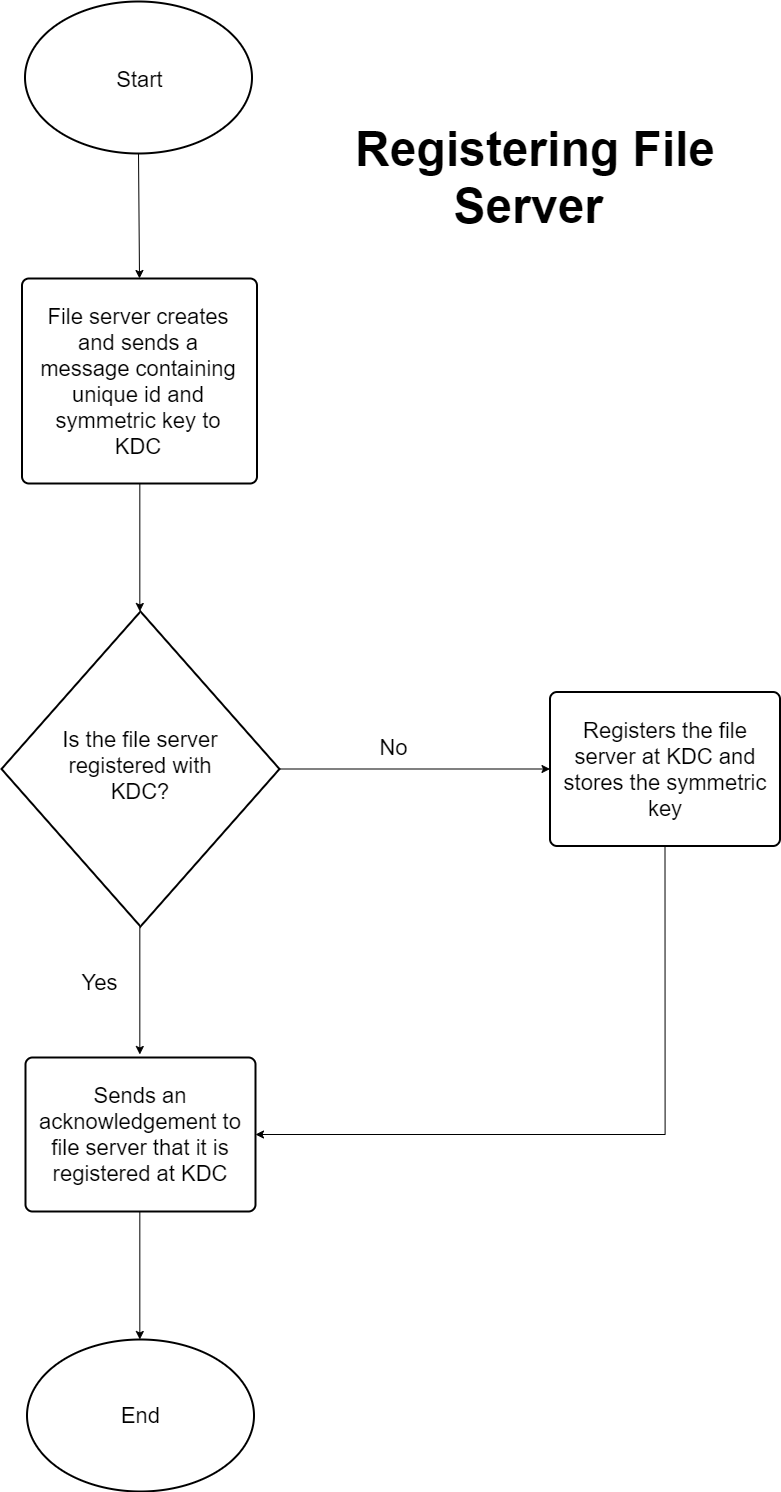 Start
Registering File
Server
File server creates
and sends a
message containing
unique id and
symmetric key to
KDC
Is the file server
registered with
KDC?
No
Registers the file
server at KDC and
stores the symmetric
key
Yes
Sends an
acknowledgement to
file server that it is
registered at KDC
End